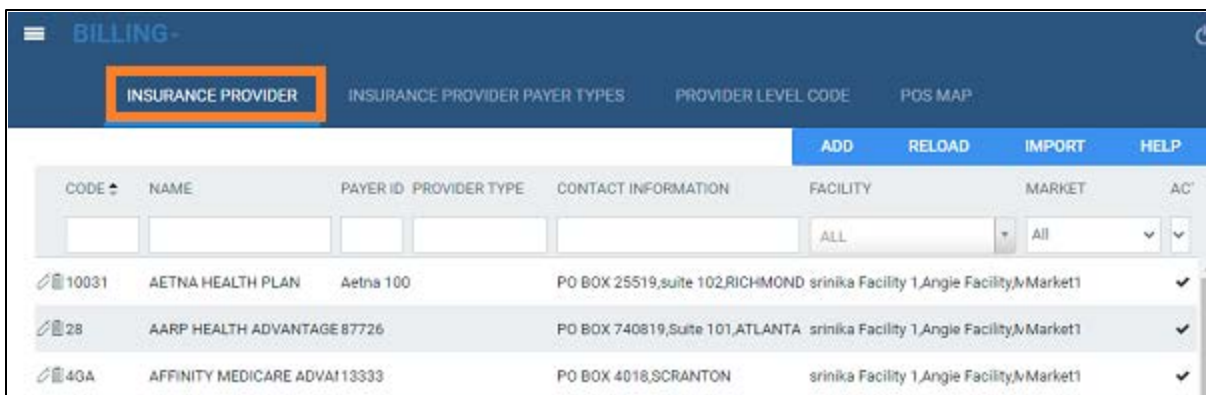 BILLING-
INSURANCE PROVIDER INSURANCE PROVIDER PAYER TYPES PROVIDER LEVEL CODE POS MAP
ADD RELOAD IMPORT HELP
CODE NAME PAYER ID PROVIDER TYPE CONTACT INFORMATION FACILITY MARKET AC
ALL All
10031 AETNA HEALTH PLAN Aetna 100 PO BOX 25519,suite 102,RICHMOND srinika Facility 1,Angie Facility,M Market1
28 AARP HEALTH ADVANTAGE 87726 PO BOX 740819,Suite 101,ATLANTA srinika Facility 1,Angie Facility,M Market1
4GA AFFINITY MEDICARE ADVA 13333 PO BOX 4018,SCRANTON srinika Facility 1,Angie Facility,M Market1